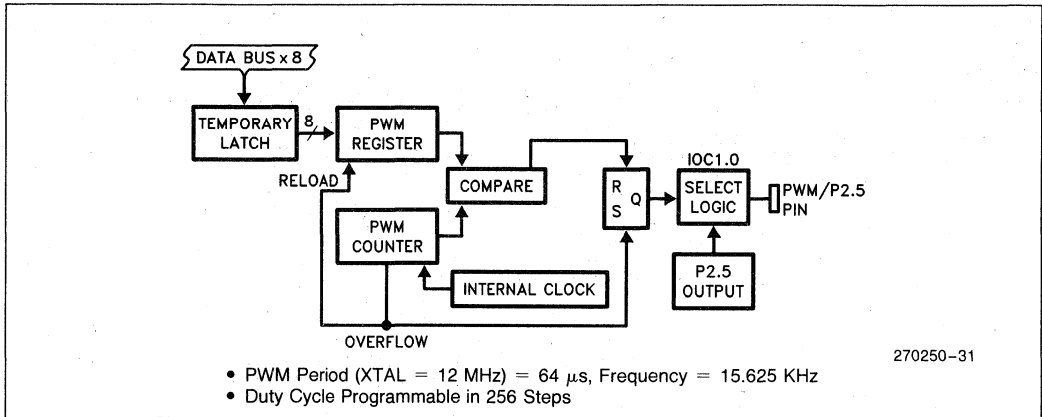 DATA BUS x 8
TEMPORARY
LATCH
8
PWM
REGISTER
RELOAD
COMPARE
PWM
COUNTER
INTERNAL CLOCK
OVERFLOW
R
S
Q
IOC1.0
SELECT
LOGIC
PWM/P2.5
PIN
P2.5
OUTPUT
270250-31
• PWM Period (XTAL = 12 MHz) = 64 μs, Frequency = 15.625 KHz
• Duty Cycle Programmable in 256 Steps